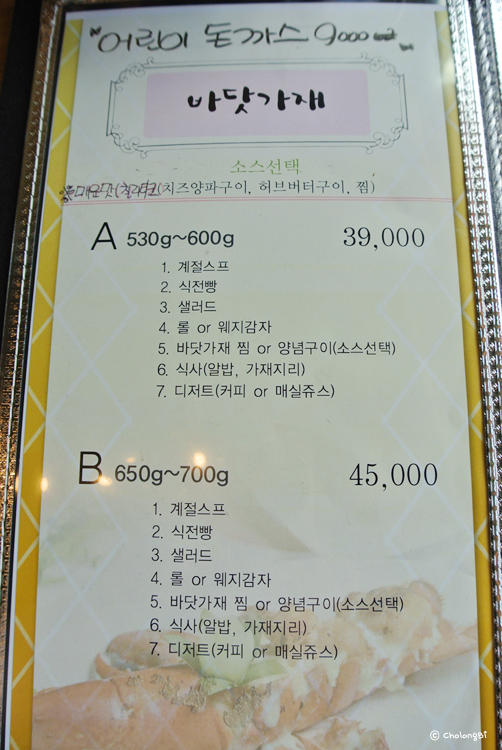 "어린이 돈까스 9000"
바닷가재
소스선택
매운맛(칠리크)(치즈양파구이, 허브버터구이, 찜)
A 530g~600g 39,000
1. 계절스프
2. 식전빵
3. 샐러드
4. 롤 or 웨지감자
5. 바닷가재 찜 or 양념구이(소스선택)
6. 식사(알밥, 가재지리)
7. 디저트(커피 or 매실쥬스)
B 650g~700g 45,000
1. 계절스프
2. 식전빵
3. 샐러드
4. 롤 or 웨지감자
5. 바닷가재 찜 or 양념구이(소스선택)
6. 식사(알밥, 가재지리)
7. 디저트(커피 or 매실쥬스)
© CholongBi